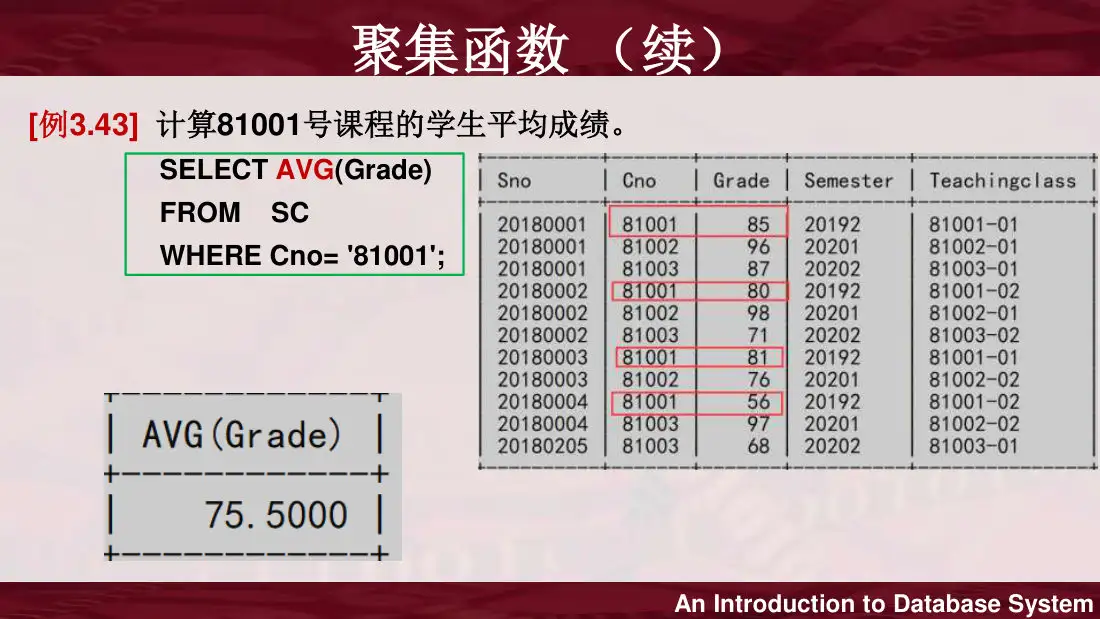 聚集函数 （续）
[例3.43] 计算81001号课程的学生平均成绩。
SELECT AVG(Grade)
FROM SC
WHERE Cno= '81001';
| Sno | Cno | Grade | Semester | Teachingclass |
20180001 | 81001 | 85 | 20192 | 81001-01
20180001 | 81002 | 96 | 20201 | 81002-01
20180001 | 81003 | 87 | 20202 | 81003-01
20180002 | 81001 | 80 | 20192 | 81001-02
20180002 | 81002 | 98 | 20201 | 81002-01
20180002 | 81003 | 71 | 20202 | 81003-02
20180003 | 81001 | 81 | 20192 | 81001-01
20180003 | 81002 | 76 | 20201 | 81002-02
20180004 | 81001 | 56 | 20192 | 81001-02
20180004 | 81003 | 97 | 20201 | 81002-02
20180205 | 81003 | 68 | 20202 | 81003-01
| AVG(Grade) |
| 75.5000 |
An Introduction to Database System